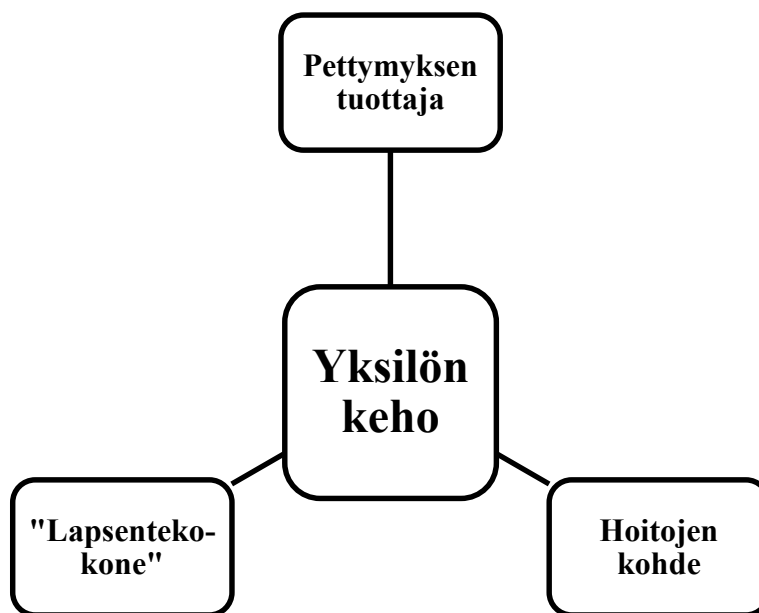 Pettymyksen
tuottaja
Yksilön
keho
"Lapsenteko-
kone"
Hoitojen
kohde